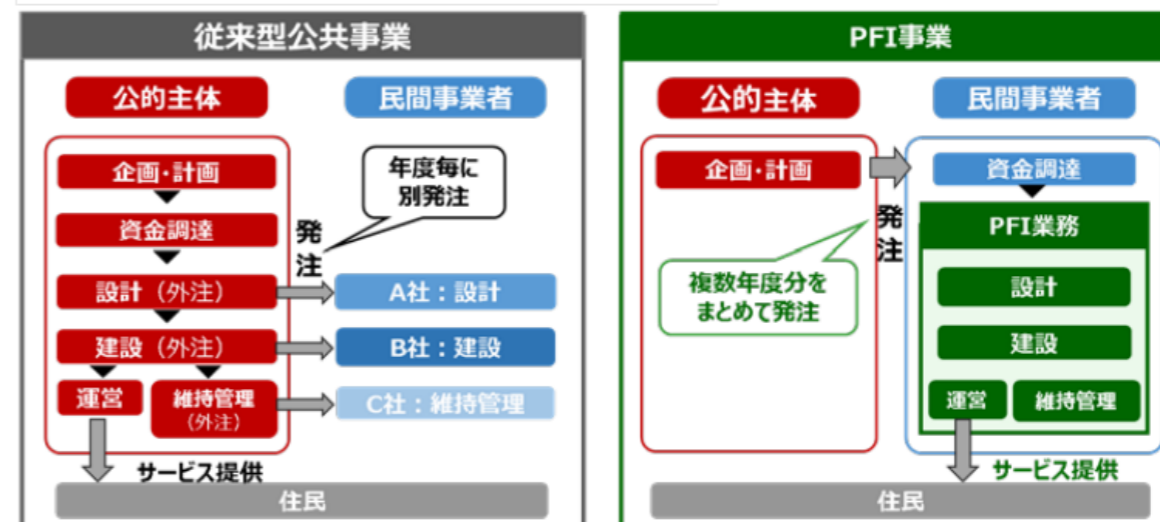 従来型公共事業
公的主体
民間事業者
企画・計画
資金調達
設計（外注）
建設（外注）
運営
維持管理
（外注）
発
注
年度毎に
別発注
A社：設計
B社：建設
C社：維持管理
サービス提供
住民
PFI事業
公的主体
民間事業者
企画・計画
発
注
複数年度分を
まとめて発注
資金調達
PFI業務
設計
建設
運営
維持管理
サービス提供
住民